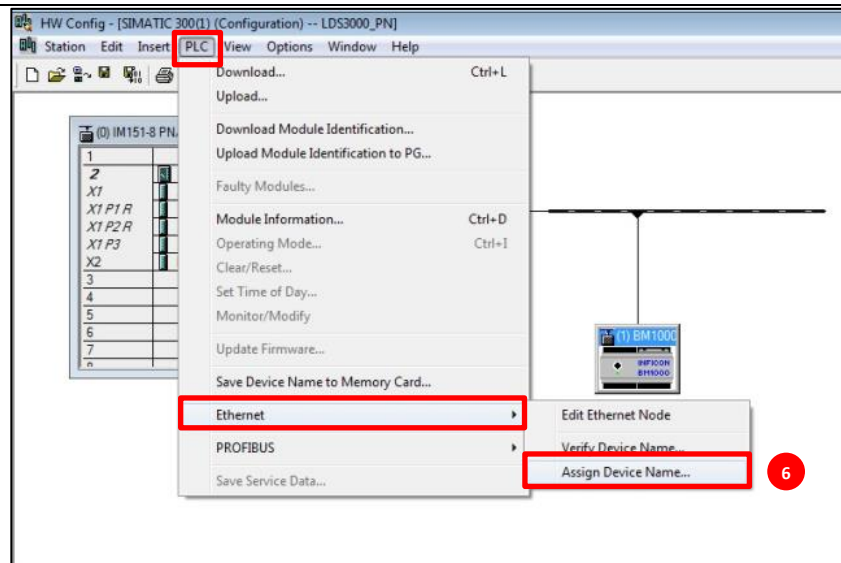 HW Config - [SIMATIC 300(1) (Configuration) -- LDS3000_PN]
Station Edit Insert PLC View Options Window Help
Download... Ctrl+L
Upload...
Download Module Identification...
Upload Module Identification to PG...
Faulty Modules...
Module Information... Ctrl+D
Operating Mode... Ctrl+I
Clear/Reset...
Set Time of Day...
Monitor/Modify
Update Firmware...
Save Device Name to Memory Card...
Ethernet
PROFIBUS
Save Service Data...
Edit Ethernet Node
Verify Device Name...
Assign Device Name...
6
(0) IM151-8 PN
1
2
X1
X1 P1 R
X1 P2 R
X1 P3
X2
3
4
5
6
7
(1) BM1000
INFICON
BM1000